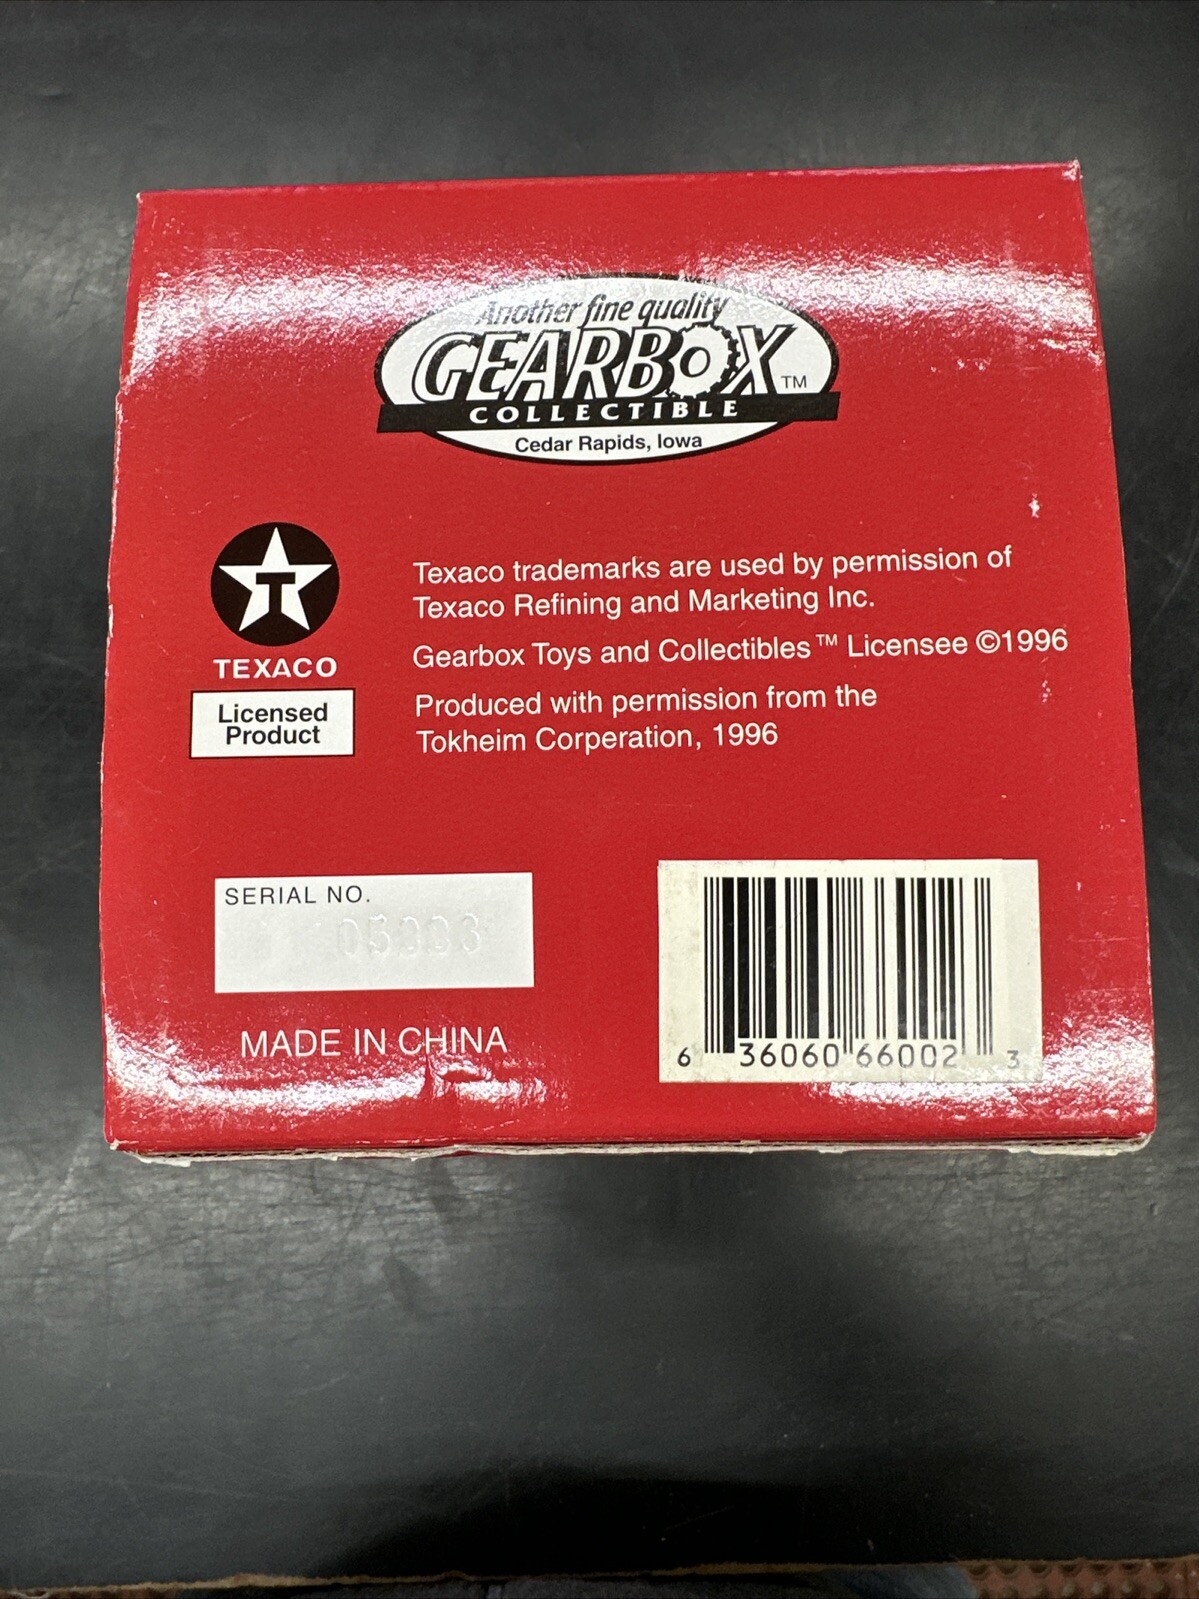 Another fine quality
GEARBOX TM
COLLECTIBLE
Cedar Rapids, Iowa
T
TEXACO
Licensed
Product
Texaco trademarks are used by permission of
Texaco Refining and Marketing Inc.
Gearbox Toys and Collectibles™ Licensee ©1996
Produced with permission from the
Tokheim Corperation, 1996
SERIAL NO.
MADE IN CHINA
6 36060 66002 3